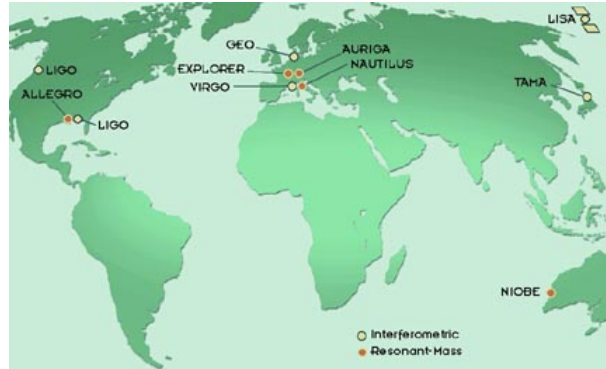 LISA
GEO
AURIGA
LIGO
EXPLORER
NAUTILUS
VIRGO
TAMA
ALLEGRO
LIGO
NIOBE
Interferometric
Resonant-Mass